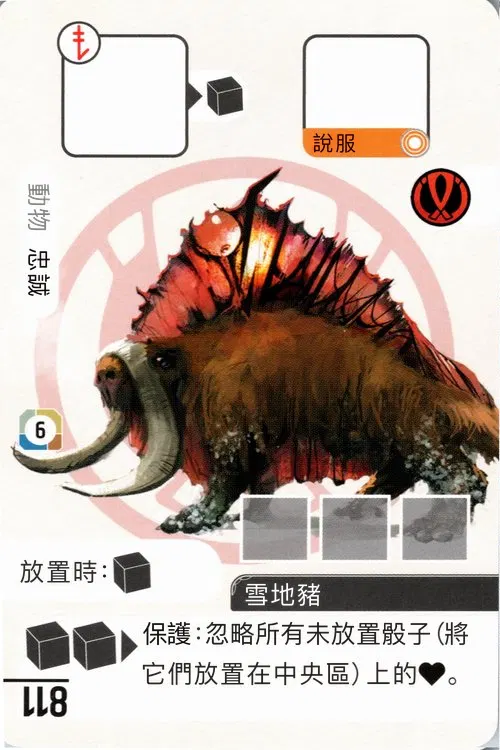 說服
動物 忠誠
6
放置時:
雪地豬
保護:忽略所有未放置骰子(將
它們放置在中央區)上的♥。
811